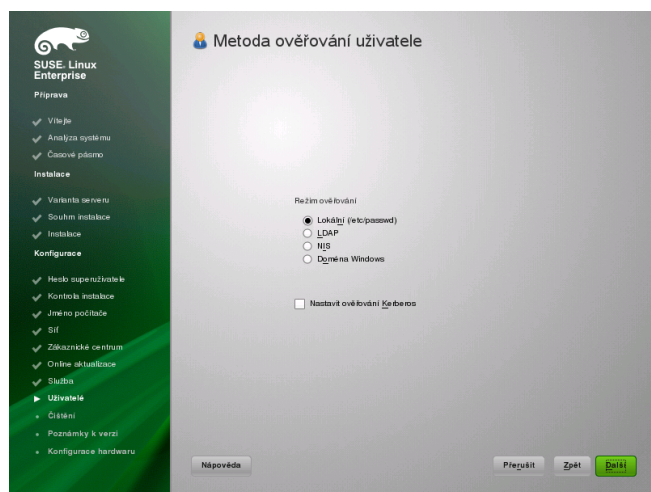 SUSE. Linux
Enterprise
Příprava
Vítejte
Analýza systému
Časové pásmo
Instalace
Varianta serveru
Souhrn instalace
Instalace
Konfigurace
Heslo superuživatele
Kontrola instalace
Jméno počítače
Síť
Zákaznické centrum
Online aktualizace
Služba
Uživatelé
Čištění
Poznámky k verzi
Konfigurace hardwaru
Metoda ověřování uživatele
Režim ověřování
Lokální (/etc/passwd)
LDAP
NIS
Doména Windows
Nastavit ověřování Kerberos
Nápověda
Přerušit
Zpět
Další